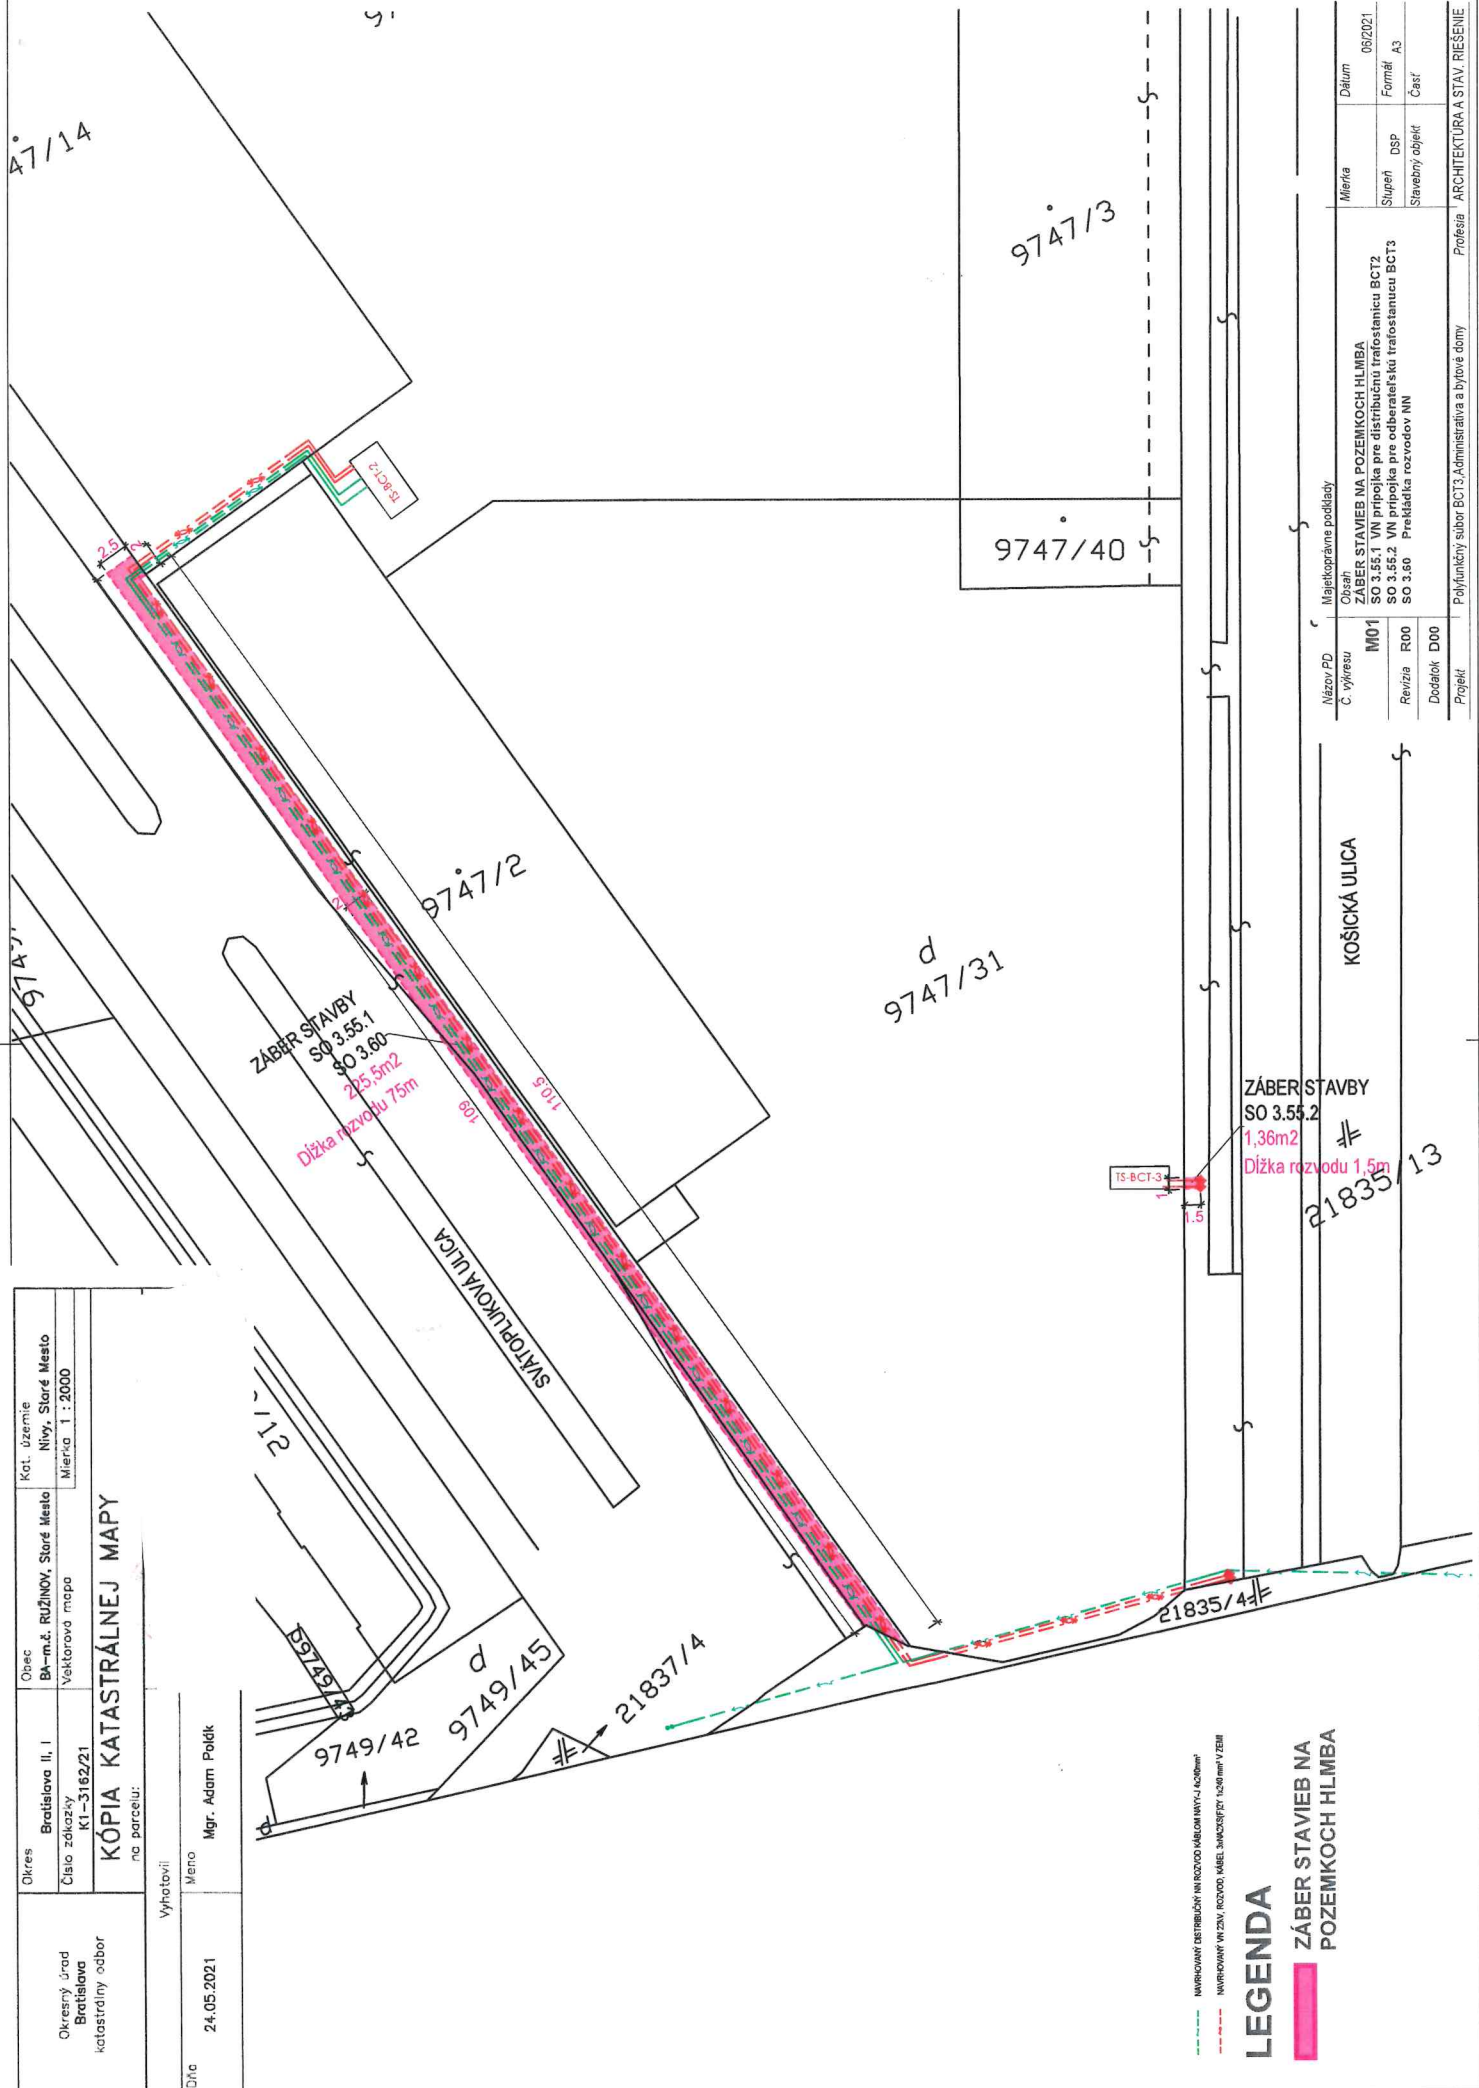 Okresný úrad
Bratislava
katastrálny odbor
Okres
Bratislava II, I
Obec
BA-m.č. RUŽINOV, Staré Mesto
Kat. územie
Nivy, Staré Mesto
Číslo zákazky
K1-3162/21
Vektorová mapa
Mierka 1 : 2000
KÓPIA KATASTRÁLNEJ MAPY
na parcelu:
Vyhotovil
Dňa
24.05.2021
Meno
Mgr. Adam Polák
47/14
9747/3
9747/40
9747/2
d
9747/31
TS-BCT-2
2.5
2
2
ZÁBER STAVBY
SO 3.55.1
SO 3.60
225,5m2
Dĺžka rozvodu 75m
109
110.5
SVÄTOPLUKOVA ULICA
KOŠICKÁ ULICA
ZÁBER STAVBY
SO 3.55.2
1,36m2
Dĺžka rozvodu 1,5m
TS-BCT-3
1
1.5
21835/13
21835/4
21837/4
d
9749/45
9749/42
9749/43
d
LEGENDA
ZÁBER STAVIEB NA
POZEMKOCH HLMBA
Názov PD
Majetkoprávne podklady
Č. výkresu
M01
Obsah
ZÁBER STAVIEB NA POZEMKOCH HLMBA
SO 3.55.1 VN prípojka pre distribučnú trafostanicu BCT2
SO 3.55.2 VN prípojka pre odberateľskú trafostanucu BCT3
SO 3.60 Prekládka rozvodov NN
Revízia R00
Dodatok D00
Mierka
Dátum
06/2021
Stupeň DSP
Formát A3
Stavebný objekt
Časť
Projekt
Polyfunkčný súbor BCT3,Administratíva a bytové domy
Profesia
ARCHITEKTÚRA A STAV. RIEŠENIE